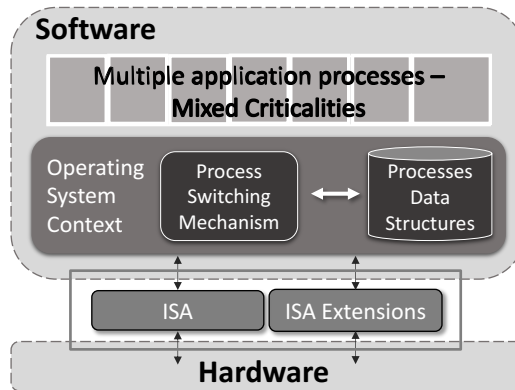 Software
Multiple application processes –
Mixed Criticalities
Operating
System
Context
Process
Switching
Mechanism
Processes
Data
Structures
ISA
ISA Extensions
Hardware